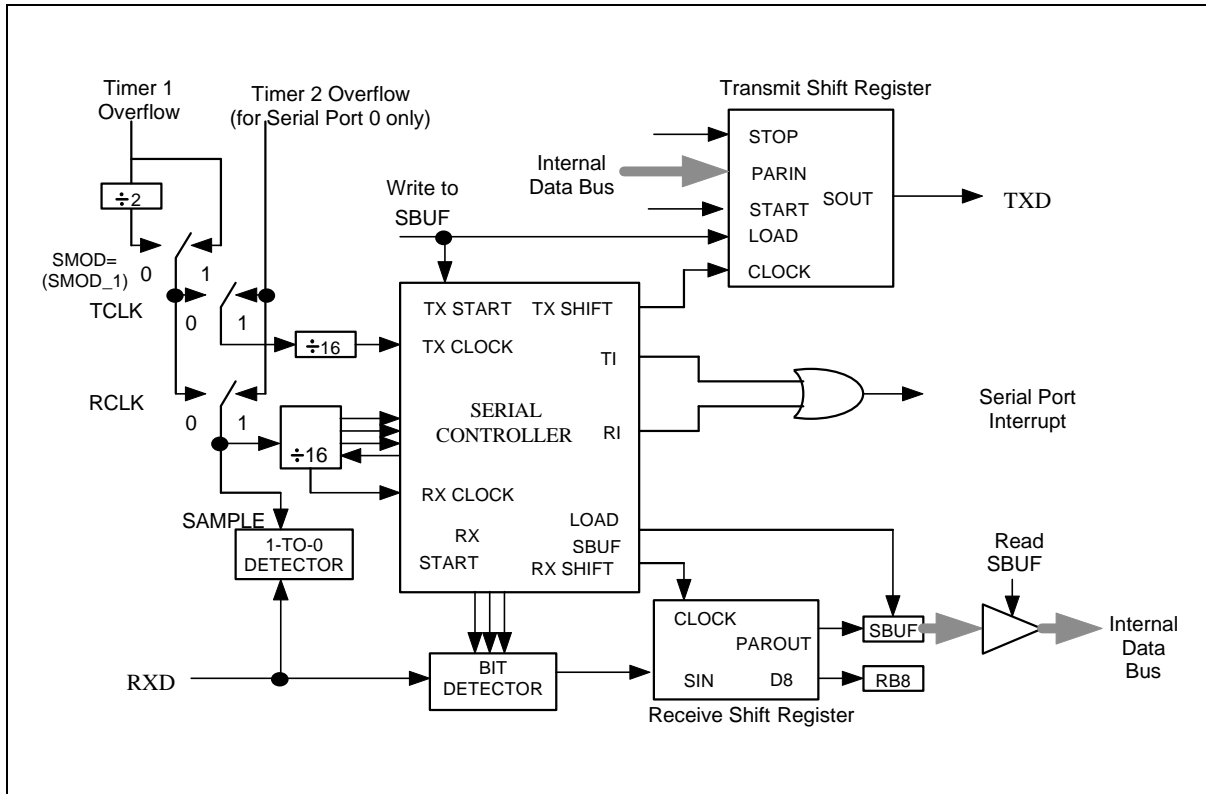 Timer 1
Overflow
Timer 2 Overflow
(for Serial Port 0 only)
Transmit Shift Register
STOP
Internal
Data Bus
PARIN
SOUT
TXD
START
LOAD
CLOCK
÷2
Write to
SBUF
SMOD=
(SMOD_1)
0
1
TCLK
0
1
÷16
TX START
TX SHIFT
TX CLOCK
TI
Serial Port
Interrupt
RCLK
0
1
÷16
SERIAL
CONTROLLER
RI
RX CLOCK
SAMPLE
1-TO-0
DETECTOR
RX
START
LOAD
SBUF
RX SHIFT
Read
SBUF
CLOCK
PAROUT
SBUF
Internal
Data
Bus
RXD
BIT
DETECTOR
SIN
D8
RB8
Receive Shift Register